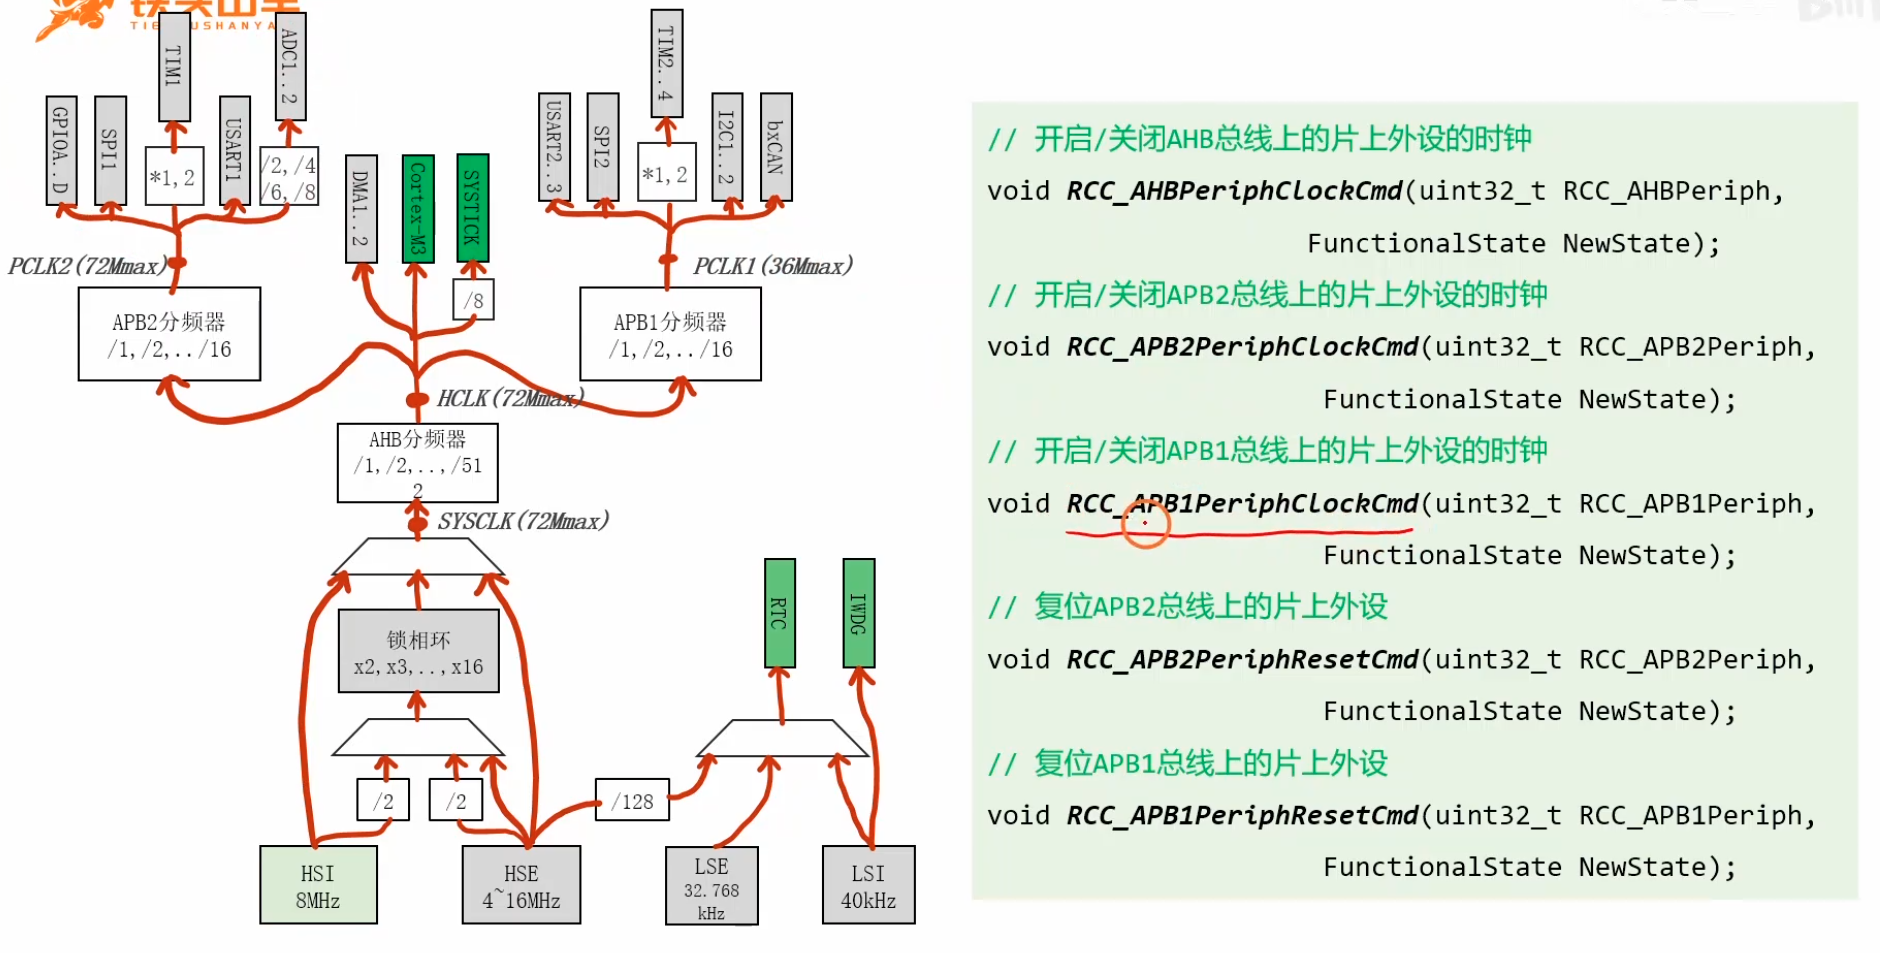 TIM1
ADC1..2
GPIOA..D
SPI1
*1,2
USART1
/2,/4
/6,/8
PCLK2(72Mmax)
APB2分频器
/1,/2,../16
DMA1..2
Cortex-M3
SYSTICK
/8
TIM2..4
USART2..3
SPI2
*1,2
I2C1..2
bxCAN
PCLK1(36Mmax)
APB1分频器
/1,/2,../16
HCLK(72Mmax)
AHB分频器
/1,/2,..,/51
2
SYSCLK(72Mmax)
锁相环
x2,x3,..,x16
/2
/2
/128
RTC
IWDG
HSI
8MHz
HSE
4~16MHz
LSE
32.768
kHz
LSI
40kHz
// 开启/关闭AHB总线上的片上外设的时钟
void RCC_AHBPeriphClockCmd(uint32_t RCC_AHBPeriph,
FunctionalState NewState);
// 开启/关闭APB2总线上的片上外设的时钟
void RCC_APB2PeriphClockCmd(uint32_t RCC_APB2Periph,
FunctionalState NewState);
// 开启/关闭APB1总线上的片上外设的时钟
void RCC_APB1PeriphClockCmd(uint32_t RCC_APB1Periph,
FunctionalState NewState);
// 复位APB2总线上的片上外设
void RCC_APB2PeriphResetCmd(uint32_t RCC_APB2Periph,
FunctionalState NewState);
// 复位APB1总线上的片上外设
void RCC_APB1PeriphResetCmd(uint32_t RCC_APB1Periph,
FunctionalState NewState);